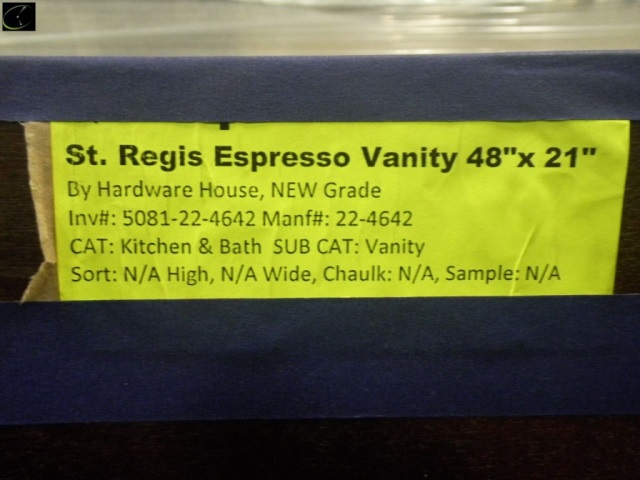 St. Regis Espresso Vanity 48"x 21"
By Hardware House, NEW Grade
Inv#: 5081-22-4642 Manf#: 22-4642
CAT: Kitchen & Bath  SUB CAT: Vanity
Sort: N/A High, N/A Wide, Chaulk: N/A, Sample: N/A